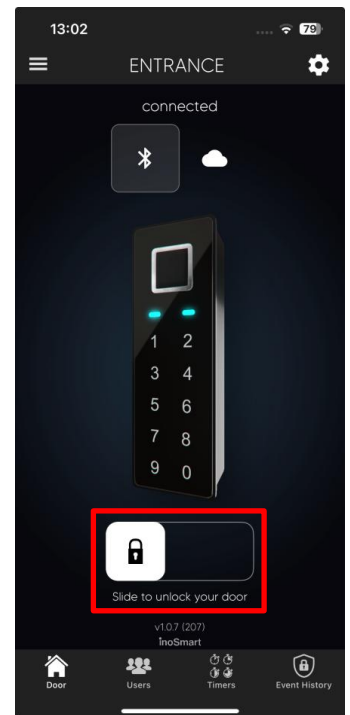 13:02
79
ENTRANCE
connected
1 2
3 4
5 6
7 8
9 0
Slide to unlock your door
v1.0.7 (207)
inoSmart
Door Users Timers Event History